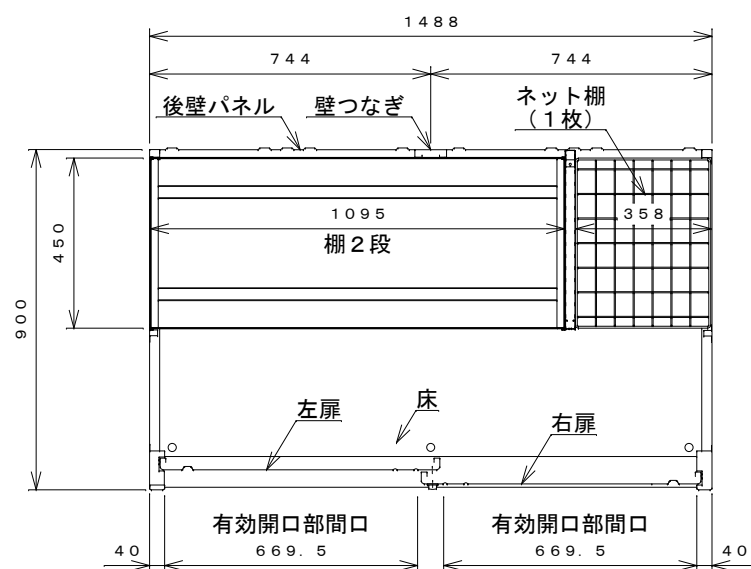 1488
744
744
後壁パネル
壁つなぎ
ネット棚
(1枚)
1095
358
棚2段
450
900
左扉
床
右扉
有効開口部間口
有効開口部間口
40
669.5
669.5
40